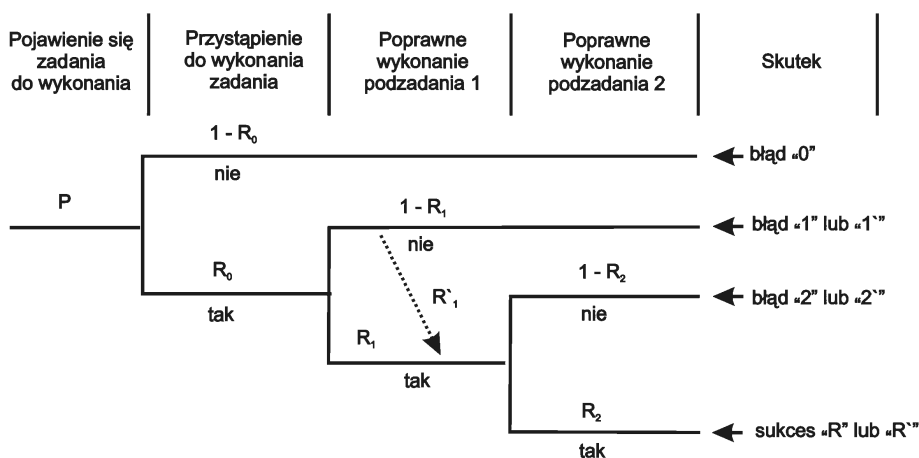 Pojawienie się
zadania
do wykonania
Przystąpienie
do wykonania
zadania
Poprawne
wykonanie
podzadania 1
Poprawne
wykonanie
podzadania 2
Skutek
1 - R₀
nie
błąd „0”
P
1 - R₁
nie
błąd „1” lub „1`”
R₀
tak
R`₁
1 - R₂
nie
błąd „2” lub „2`”
R₁
tak
R₂
tak
sukces „R” lub „R`”